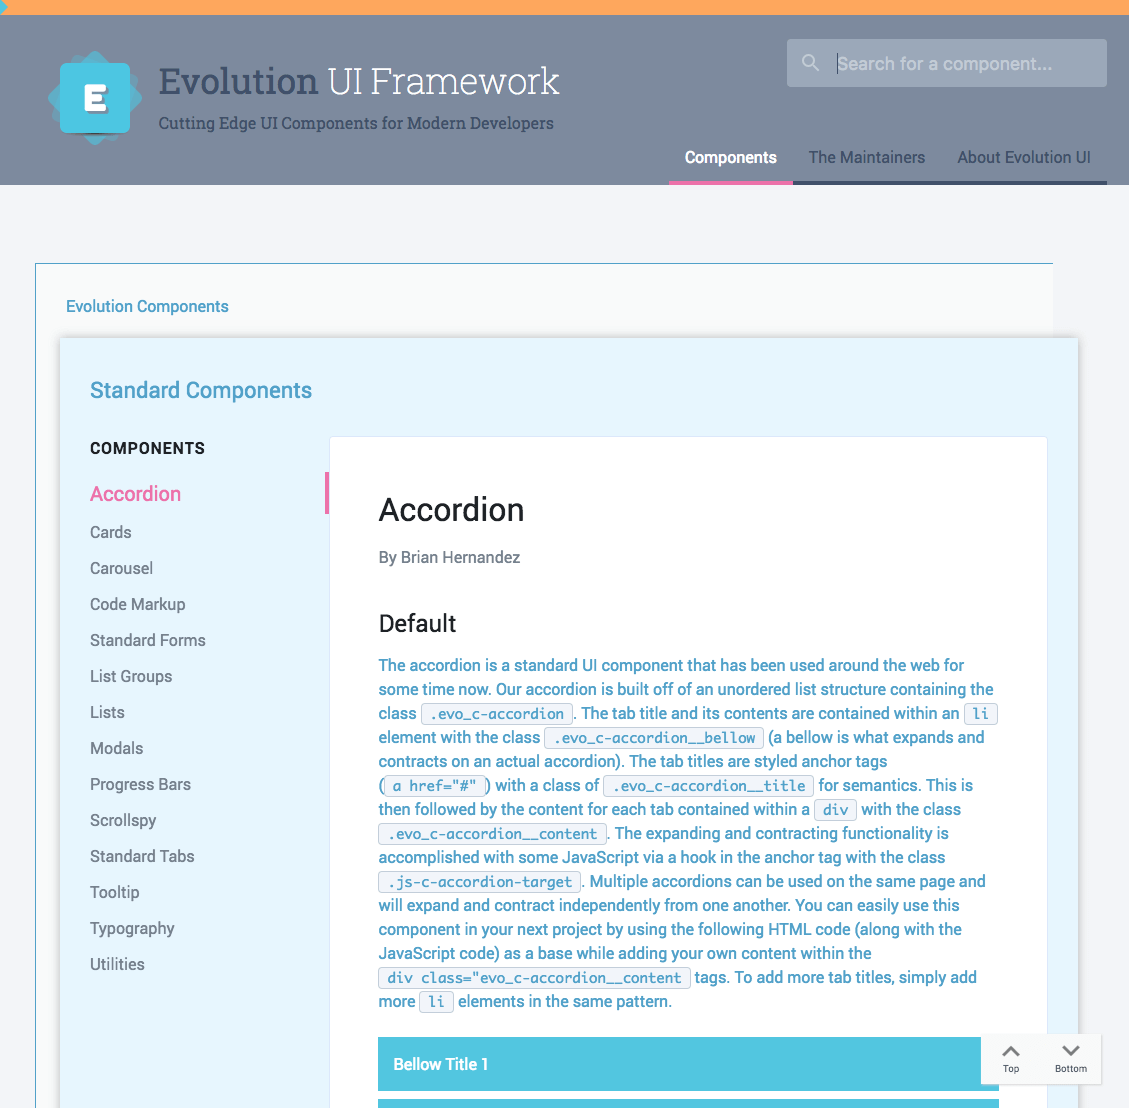 E
Evolution UI Framework
Cutting Edge UI Components for Modern Developers
Search for a component...
Components
The Maintainers
About Evolution UI
Evolution Components
Standard Components
COMPONENTS
Accordion
Cards
Carousel
Code Markup
Standard Forms
List Groups
Lists
Modals
Progress Bars
Scrollspy
Standard Tabs
Tooltip
Typography
Utilities
Accordion
By Brian Hernandez
Default
The accordion is a standard UI component that has been used around the web for
some time now. Our accordion is built off of an unordered list structure containing the
class .evo_c-accordion. The tab title and its contents are contained within an li
element with the class .evo_c-accordion__bellow (a bellow is what expands and
contracts on an actual accordion). The tab titles are styled anchor tags
(a href="#") with a class of .evo_c-accordion__title for semantics. This is
then followed by the content for each tab contained within a div with the class
.evo_c-accordion__content. The expanding and contracting functionality is
accomplished with some JavaScript via a hook in the anchor tag with the class
.js-c-accordion-target. Multiple accordions can be used on the same page and
will expand and contract independently from one another. You can easily use this
component in your next project by using the following HTML code (along with the
JavaScript code) as a base while adding your own content within the
div class="evo_c-accordion__content tags. To add more tab titles, simply add
more li elements in the same pattern.
Bellow Title 1
Top
Bottom